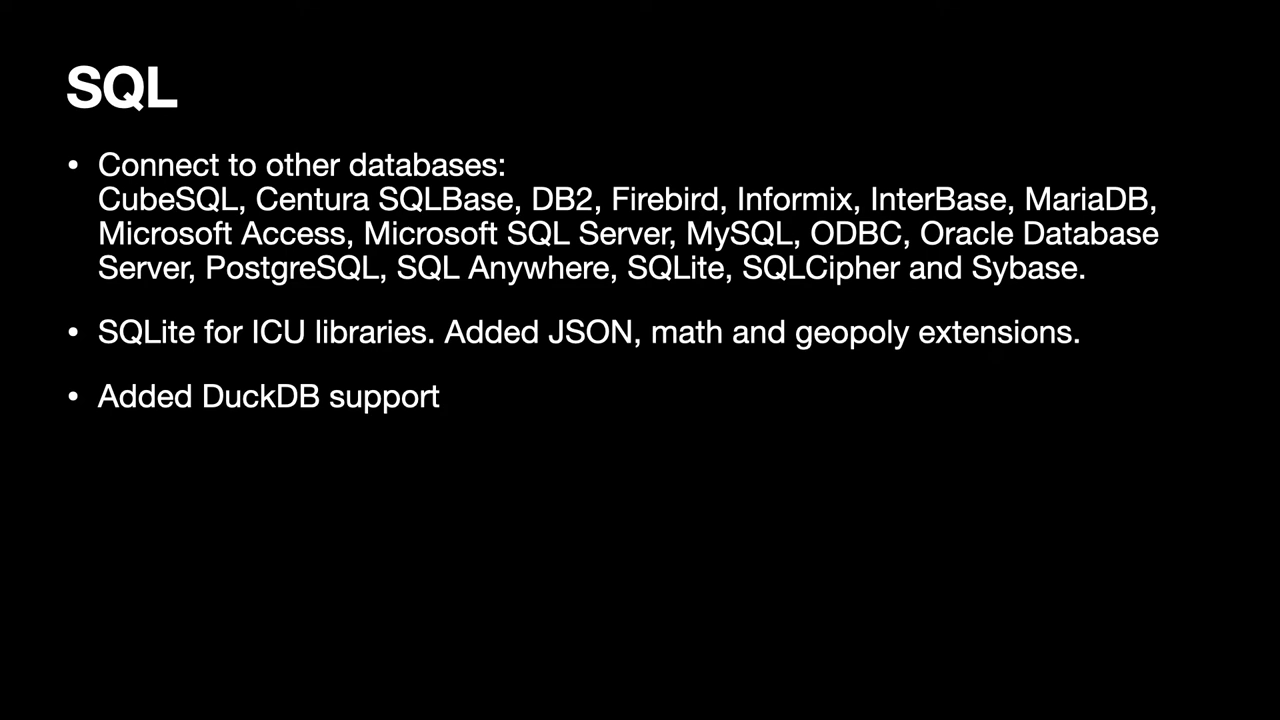 SQL
• Connect to other databases:
CubeSQL, Centura SQLBase, DB2, Firebird, Informix, InterBase, MariaDB,
Microsoft Access, Microsoft SQL Server, MySQL, ODBC, Oracle Database
Server, PostgreSQL, SQL Anywhere, SQLite, SQLCipher and Sybase.
• SQLite for ICU libraries. Added JSON, math and geopoly extensions.
• Added DuckDB support